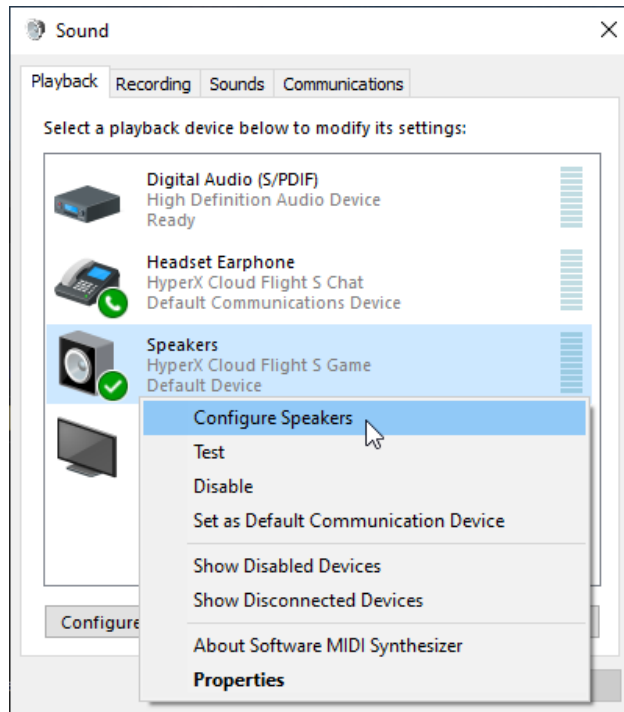 Sound
Playback Recording Sounds Communications
Select a playback device below to modify its settings:
Digital Audio (S/PDIF)
High Definition Audio Device
Ready
Headset Earphone
HyperX Cloud Flight S Chat
Default Communications Device
Speakers
HyperX Cloud Flight S Game
Default Device
Configure Speakers
Test
Disable
Set as Default Communication Device
Show Disabled Devices
Show Disconnected Devices
Configure
About Software MIDI Synthesizer
Properties